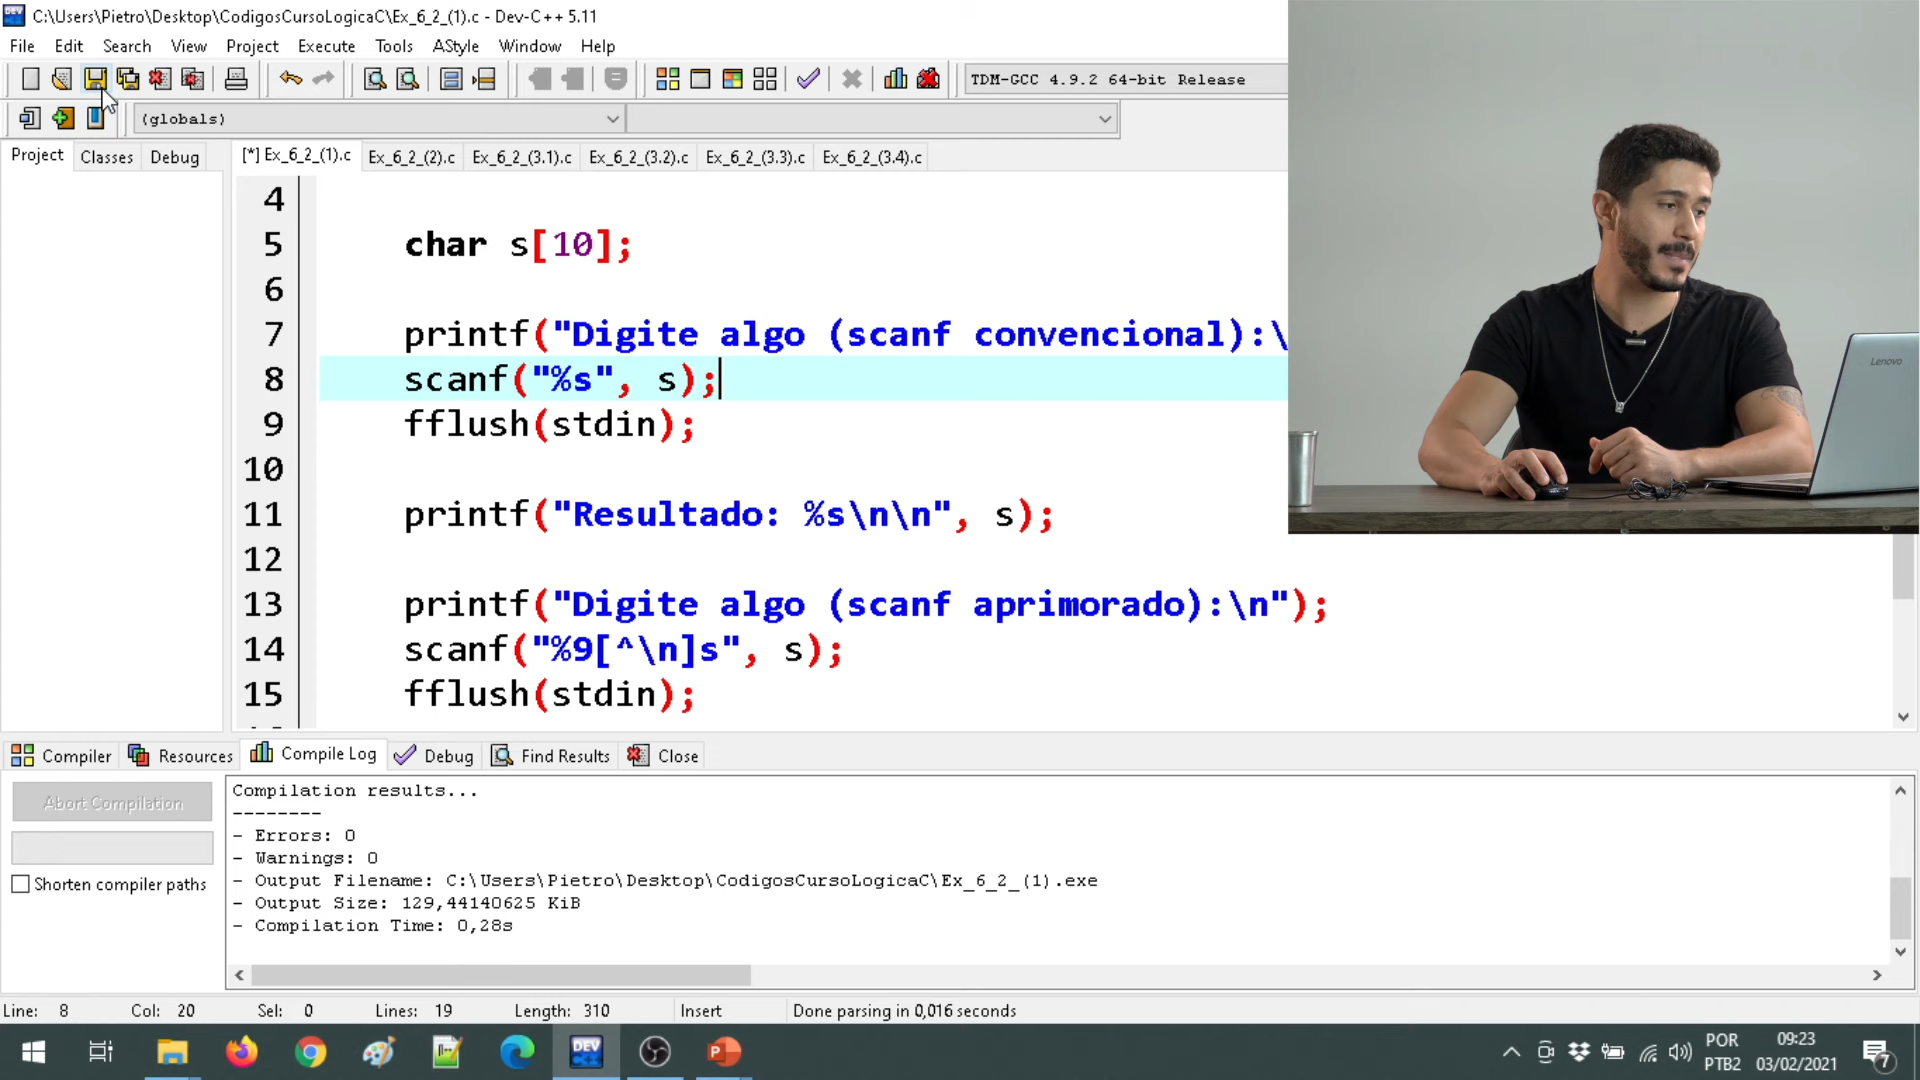 C:\Users\Pietro\Desktop\CodigosCursoLogicaC\Ex_6_2_(1).c - Dev-C++ 5.11
File Edit Search View Project Execute Tools AStyle Window Help
TDM-GCC 4.9.2 64-bit Release
(globals)
Project Classes Debug
[*] Ex_6_2_(1).c Ex_6_2_(2).c Ex_6_2_(3.1).c Ex_6_2_(3.2).c Ex_6_2_(3.3).c Ex_6_2_(3.4).c
4
5 char s[10];
6
7 printf("Digite algo (scanf convencional):\
8 scanf("%s", s);
9 fflush(stdin);
10
11 printf("Resultado: %s\n\n", s);
12
13 printf("Digite algo (scanf aprimorado):\n");
14 scanf("%9[^\n]s", s);
15 fflush(stdin);
Lenovo
Compiler Resources Compile Log Debug Find Results Close
Abort Compilation
Shorten compiler paths
Compilation results...
--------
- Errors: 0
- Warnings: 0
- Output Filename: C:\Users\Pietro\Desktop\CodigosCursoLogicaC\Ex_6_2_(1).exe
- Output Size: 129,44140625 KiB
- Compilation Time: 0,28s
Line: 8 Col: 20 Sel: 0 Lines: 19 Length: 310 Insert Done parsing in 0,016 seconds
DEV
P
POR
PTB2
09:23
03/02/2021
7